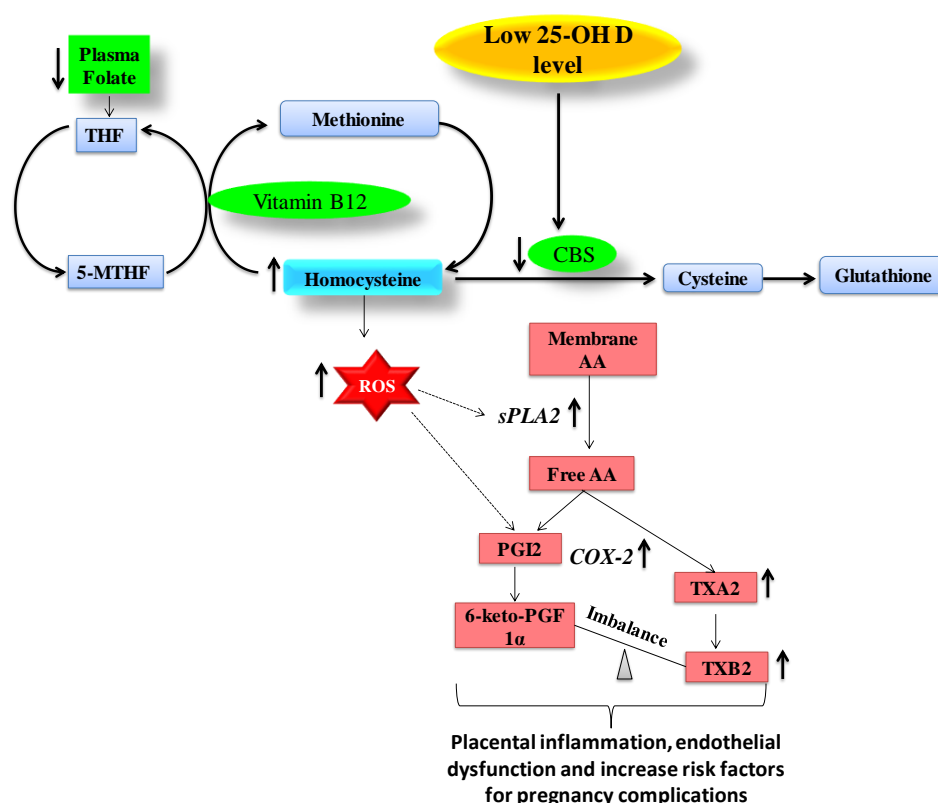 Low 25-OH D
level
Plasma
Folate
THF
Methionine
Vitamin B12
CBS
5-MTHF
Homocysteine
Cysteine
Glutathione
ROS
Membrane
AA
sPLA2
Free AA
PGI2
COX-2
TXA2
6-keto-PGF
1α
Imbalance
TXB2
Placental inflammation, endothelial
dysfunction and increase risk factors
for pregnancy complications